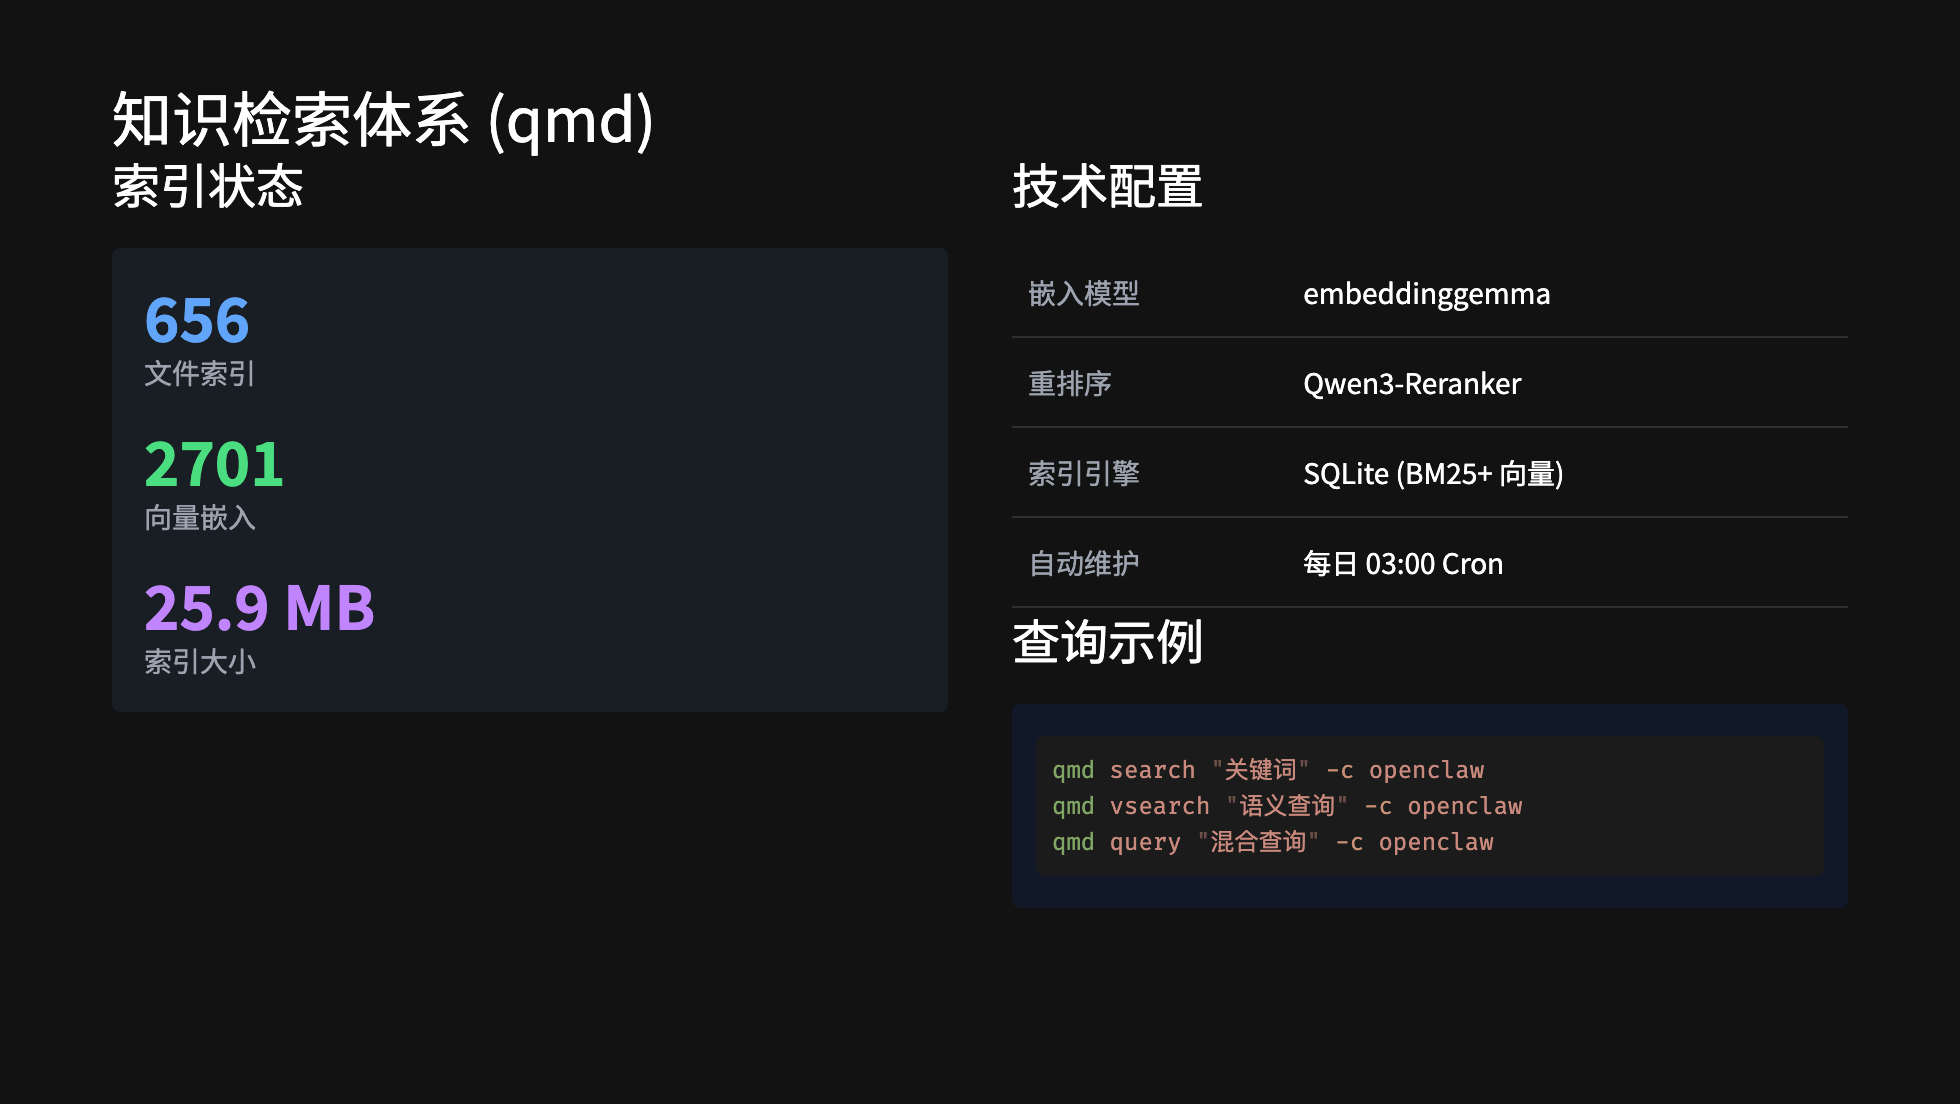 知识检索体系 (qmd)
索引状态
656
文件索引
2701
向量嵌入
25.9 MB
索引大小
技术配置
嵌入模型 embeddinggemma
重排序 Qwen3-Reranker
索引引擎 SQLite (BM25+ 向量)
自动维护 每日 03:00 Cron
查询示例
qmd search "关键词" -c openclaw
qmd vsearch "语义查询" -c openclaw
qmd query "混合查询" -c openclaw